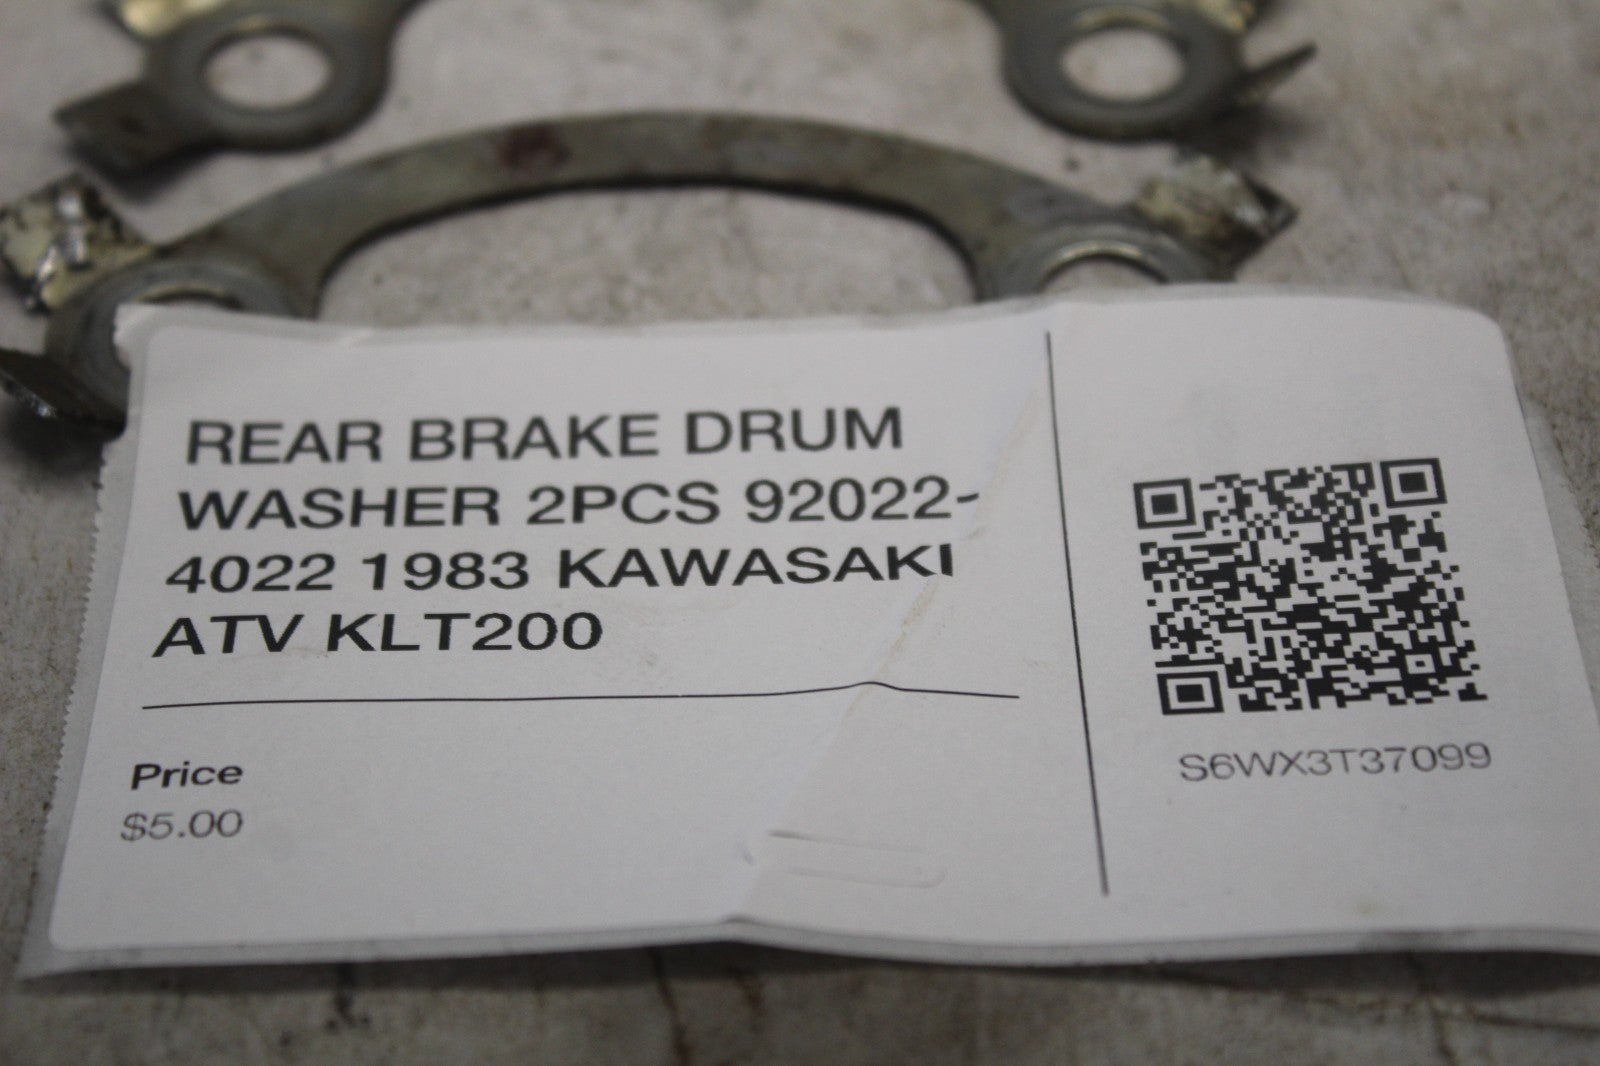 REAR BRAKE DRUM
WASHER 2PCS 92022-
4022 1983 KAWASAKI
ATV KLT200
Price
$5.00
S6WX3T37099